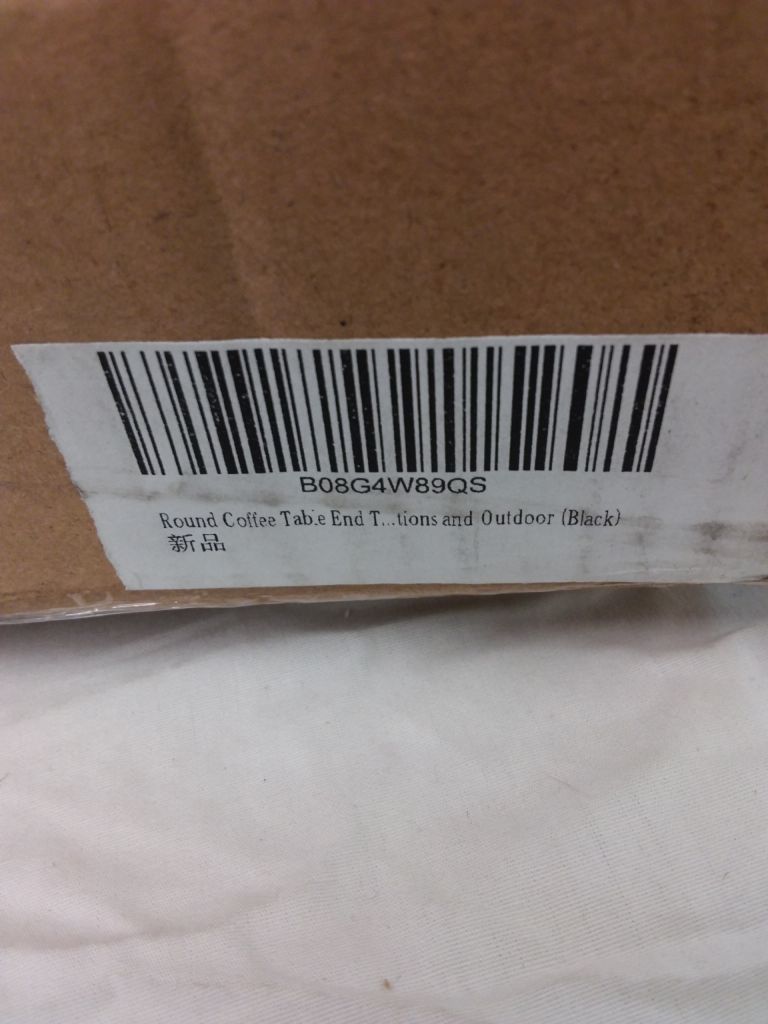 B08G4W89QS
Round Coffee Table End T...tions and Outdoor (Black)
新品